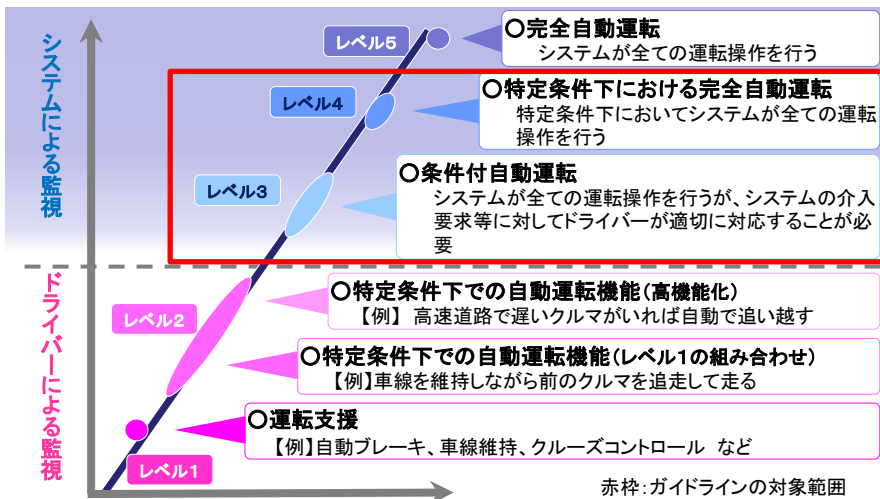 システムによる監視
ドライバーによる監視
レベル5
〇完全自動運転
システムが全ての運転操作を行う
レベル4
〇特定条件下における完全自動運転
特定条件下においてシステムが全ての運転
操作を行う
レベル3
〇条件付自動運転
システムが全ての運転操作を行うが、システムの介入
要求等に対してドライバーが適切に対応することが必
要
レベル2
〇特定条件下での自動運転機能(高機能化)
【例】 高速道路で遅いクルマがいれば自動で追い越す
〇特定条件下での自動運転機能(レベル1の組み合わせ)
【例】車線を維持しながら前のクルマを追走して走る
〇運転支援
【例】自動ブレーキ、車線維持、クルーズコントロール など
レベル1
赤枠:ガイドラインの対象範囲